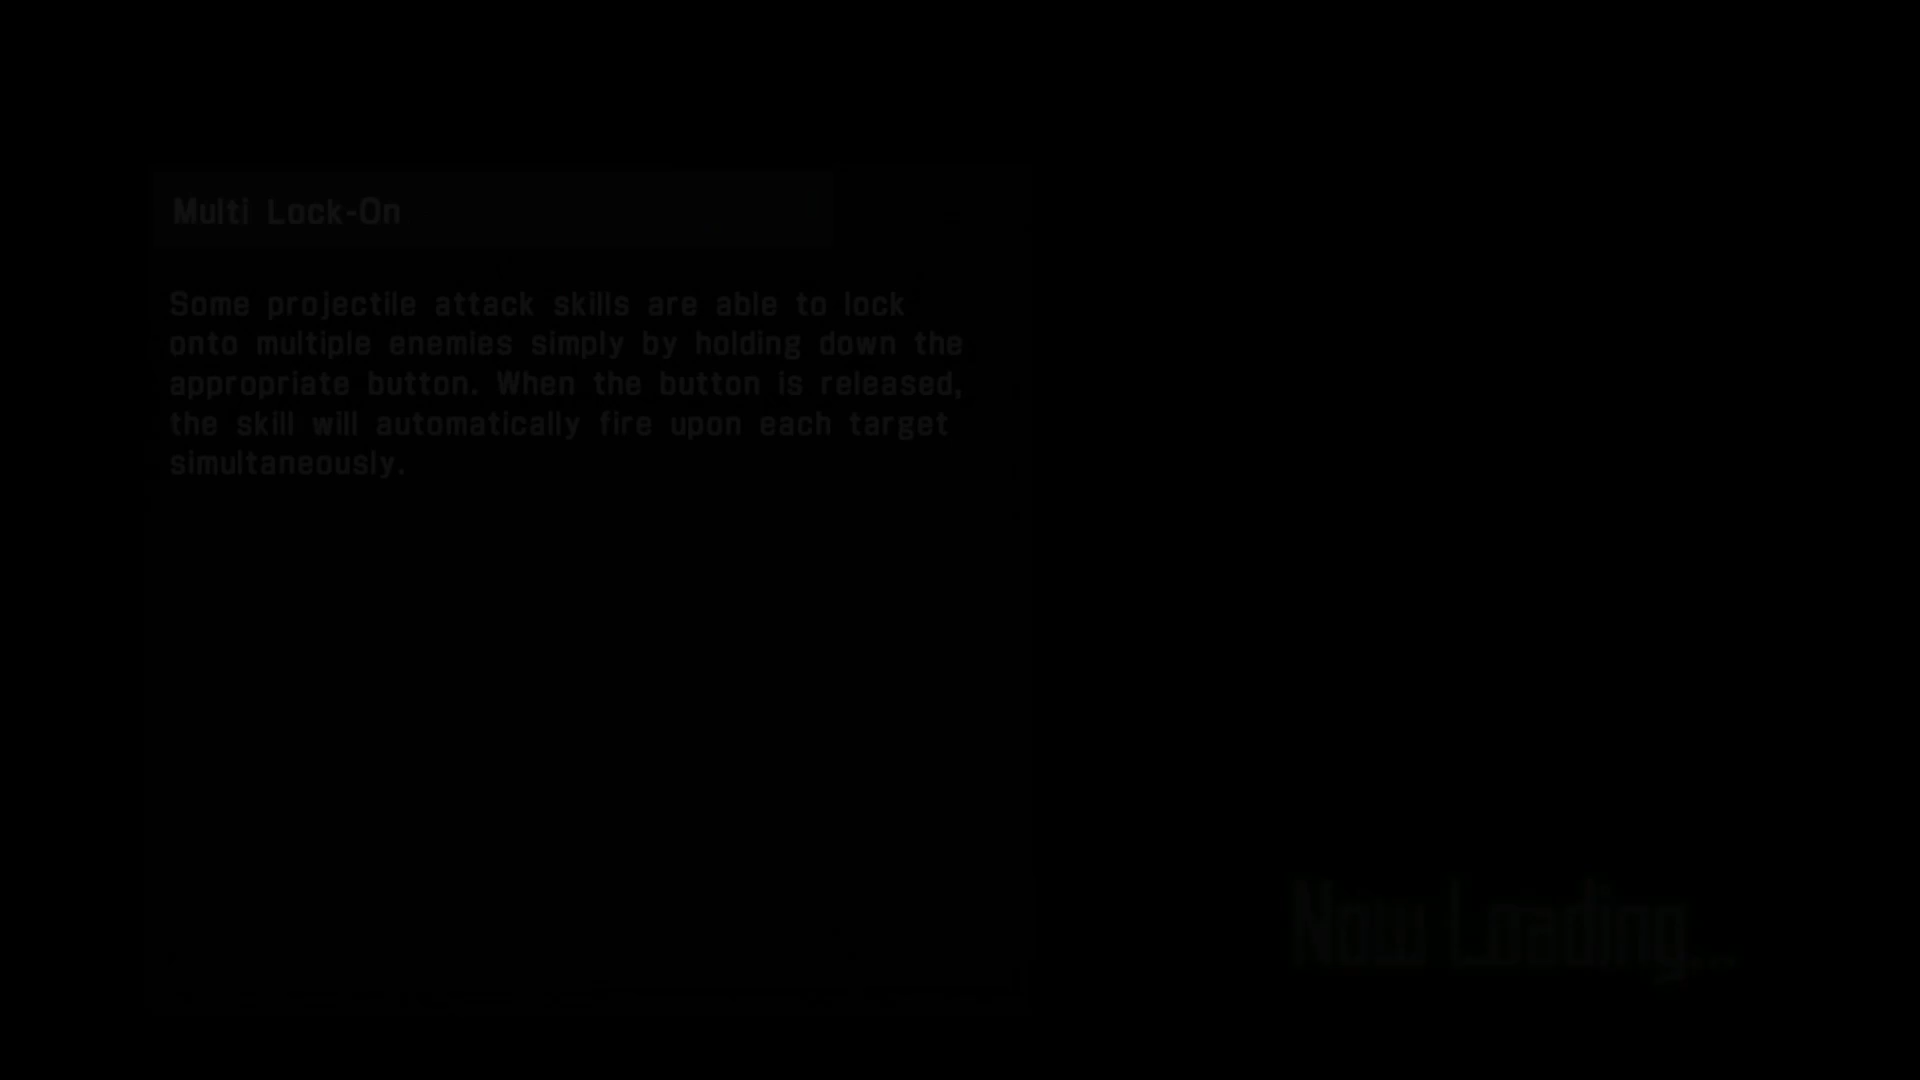 Multi Lock-On
Some projectile attack skills are able to lock
onto multiple enemies simply by holding down the
appropriate button. When the button is released,
the skill will automatically fire upon each target
simultaneously.
Now Loading...